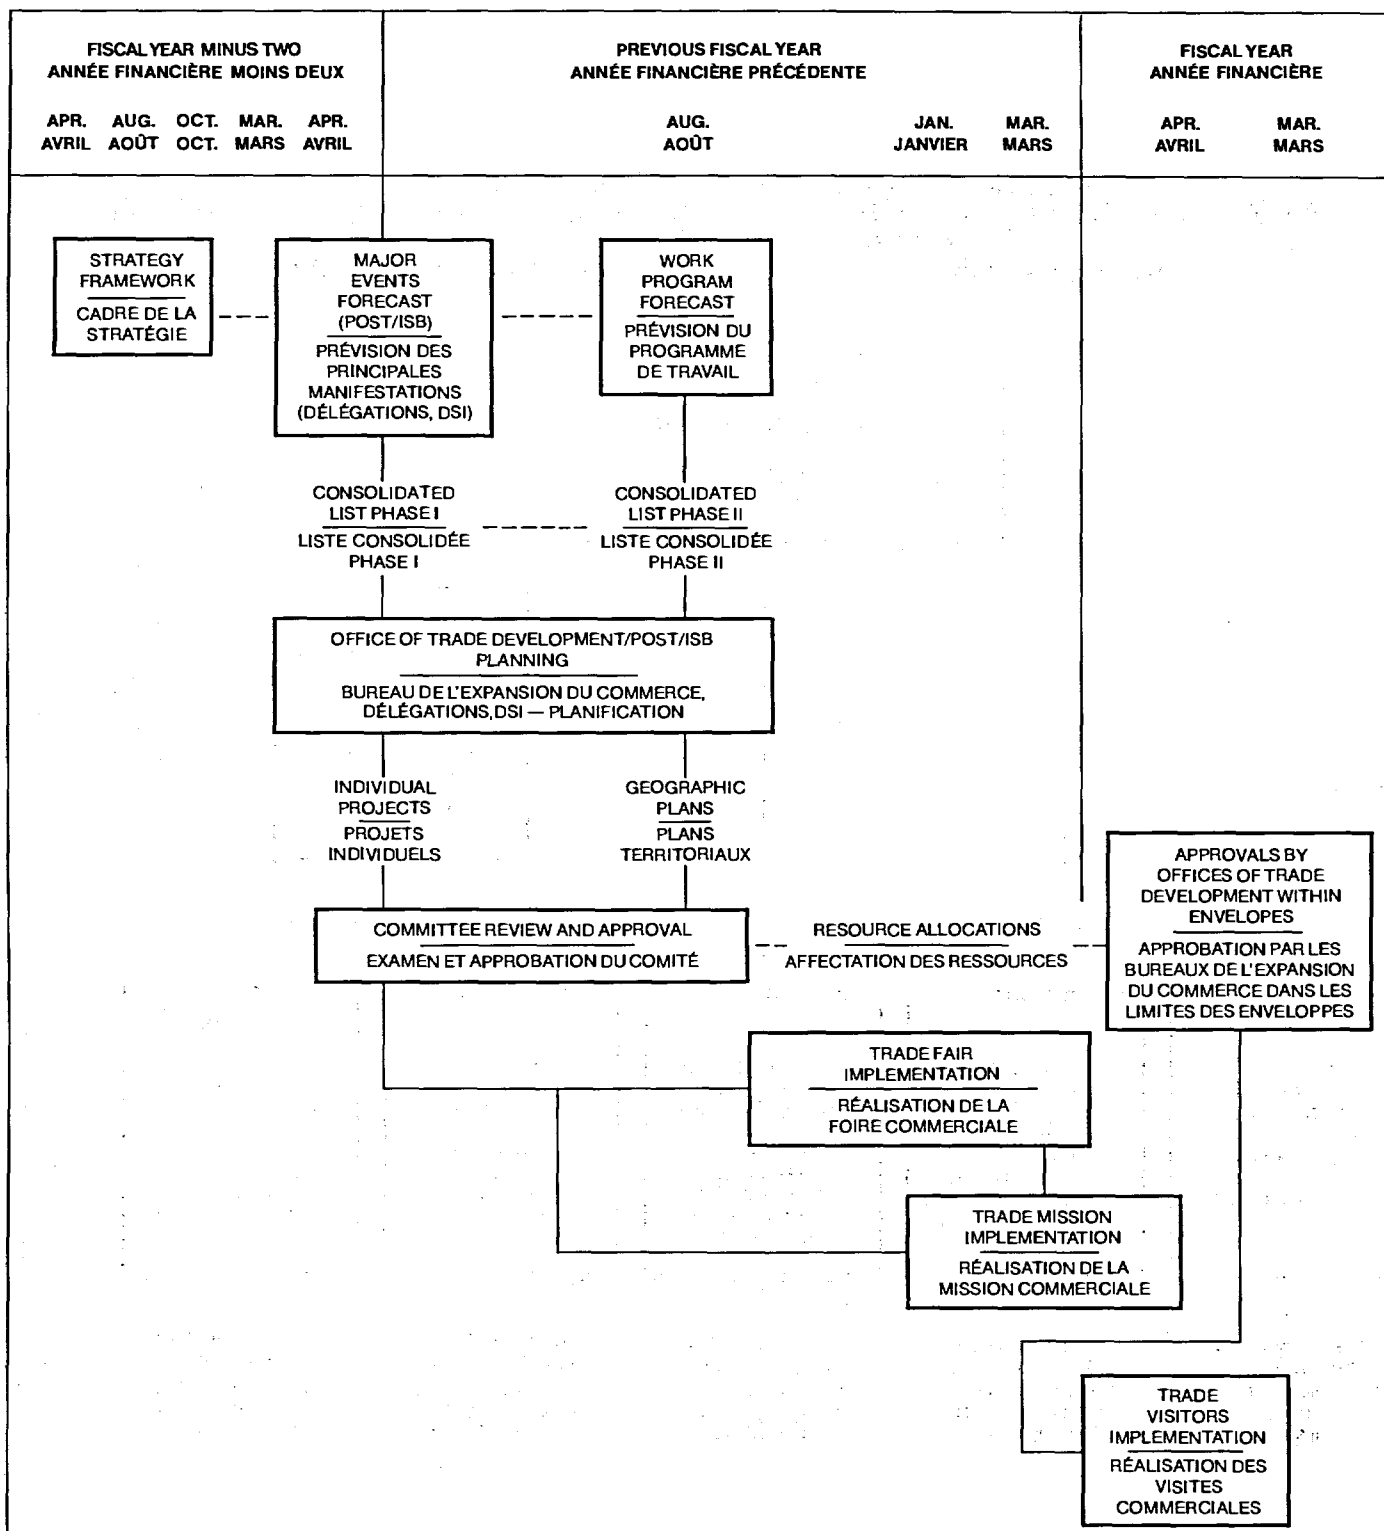 FISCAL YEAR MINUS TWO
ANNÉE FINANCIÈRE MOINS DEUX
PREVIOUS FISCAL YEAR
ANNÉE FINANCIÈRE PRÉCÉDENTE
FISCAL YEAR
ANNÉE FINANCIÈRE
APR. AUG. OCT. MAR. APR.
AVRIL AOÛT OCT. MARS AVRIL
AUG. JAN. MAR.
AOÛT JANVIER MARS
APR. MAR.
AVRIL MARS
STRATEGY
FRAMEWORK
CADRE DE LA
STRATÉGIE
MAJOR
EVENTS
FORECAST
(POST/ISB)
PRÉVISION DES
PRINCIPALES
MANIFESTATIONS
(DÉLÉGATIONS, DSI)
WORK
PROGRAM
FORECAST
PRÉVISION DU
PROGRAMME
DE TRAVAIL
CONSOLIDATED
LIST PHASE I
LISTE CONSOLIDÉE
PHASE I
CONSOLIDATED
LIST PHASE II
LISTE CONSOLIDÉE
PHASE II
OFFICE OF TRADE DEVELOPMENT/POST/ISB
PLANNING
BUREAU DE L'EXPANSION DU COMMERCE,
DÉLÉGATIONS, DSI — PLANIFICATION
INDIVIDUAL
PROJECTS
PROJETS
INDIVIDUELS
GEOGRAPHIC
PLANS
PLANS
TERRITORIAUX
COMMITTEE REVIEW AND APPROVAL
EXAMEN ET APPROBATION DU COMITÉ
RESOURCE ALLOCATIONS
AFFECTATION DES RESSOURCES
APPROVALS BY
OFFICES OF TRADE
DEVELOPMENT WITHIN
ENVELOPES
APPROBATION PAR LES
BUREAUX DE L'EXPANSION
DU COMMERCE DANS LES
LIMITES DES ENVELOPPES
TRADE FAIR
IMPLEMENTATION
RÉALISATION DE LA
FOIRE COMMERCIALE
TRADE MISSION
IMPLEMENTATION
RÉALISATION DE LA
MISSION COMMERCIALE
TRADE
VISITORS
IMPLEMENTATION
RÉALISATION DES
VISITES
COMMERCIALES